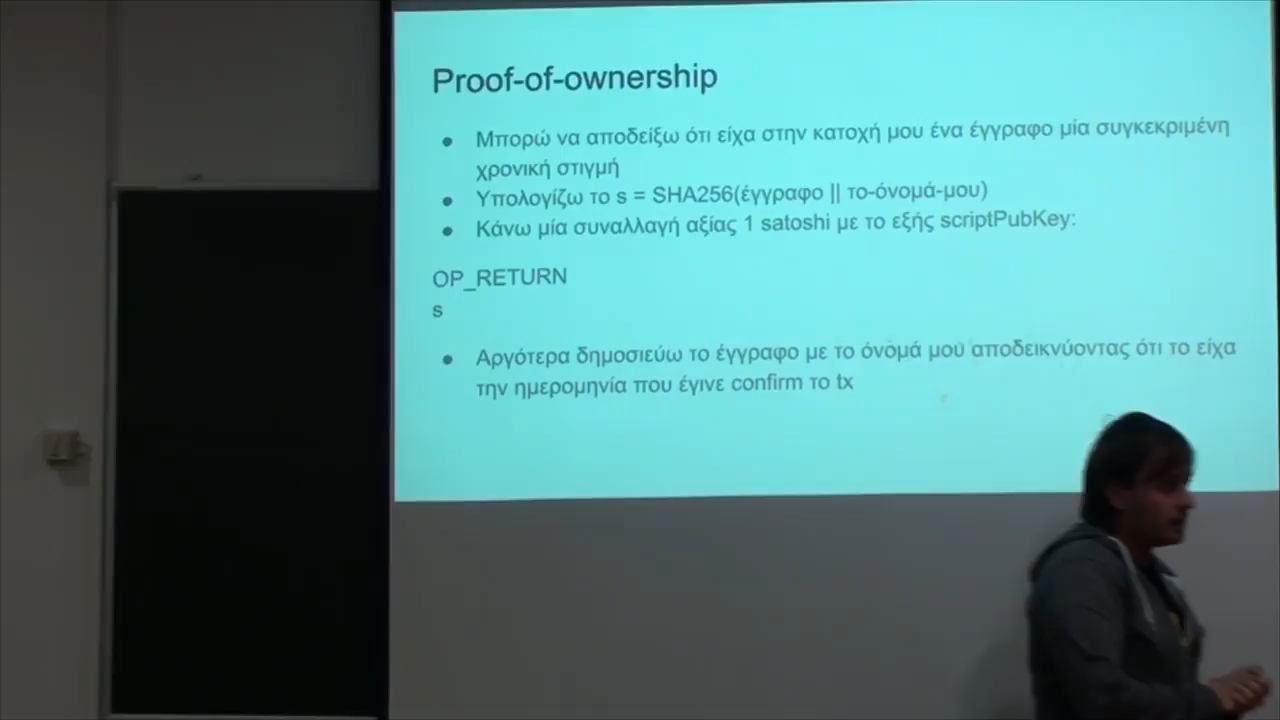 Proof-of-ownership
● Μπορώ να αποδείξω ότι είχα στην κατοχή μου ένα έγγραφο μία συγκεκριμένη
χρονική στιγμή
● Υπολογίζω το s = SHA256(έγγραφο || το-όνομά-μου)
● Κάνω μία συναλλαγή αξίας 1 satoshi με το εξής scriptPubKey:
OP_RETURN
s
● Αργότερα δημοσιεύω το έγγραφο με το όνομά μου αποδεικνύοντας ότι το είχα
την ημερομηνία που έγινε confirm το tx